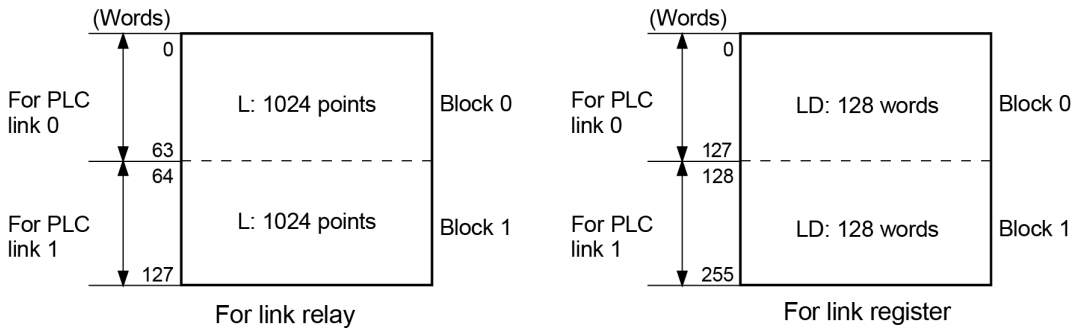 (Words)
0
For PLC
link 0
L: 1024 points
Block 0
63
64
For PLC
link 1
L: 1024 points
Block 1
127
For link relay
(Words)
0
For PLC
link 0
LD: 128 words
Block 0
127
128
For PLC
link 1
LD: 128 words
Block 1
255
For link register